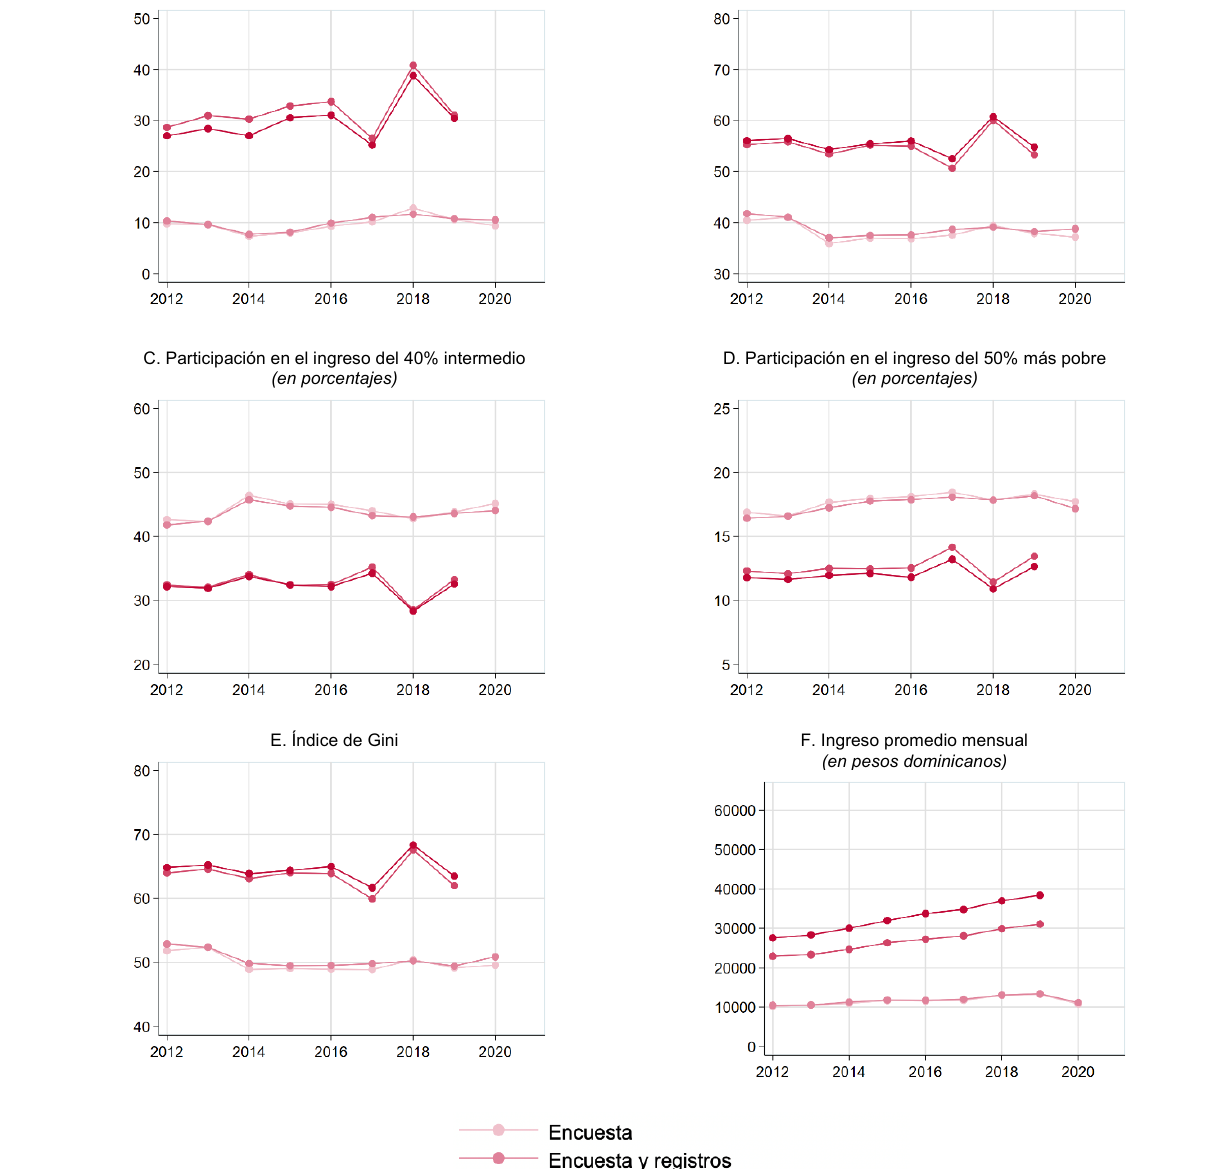 50
40
30
20
10
0
2012 2014 2016 2018 2020
80
70
60
50
40
30
2012 2014 2016 2018 2020
C. Participación en el ingreso del 40% intermedio
(en porcentajes)
60
50
40
30
20
2012 2014 2016 2018 2020
D. Participación en el ingreso del 50% más pobre
(en porcentajes)
25
20
15
10
5
2012 2014 2016 2018 2020
E. Índice de Gini
80
70
60
50
40
2012 2014 2016 2018 2020
F. Ingreso promedio mensual
(en pesos dominicanos)
60000
50000
40000
30000
20000
10000
0
2012 2014 2016 2018 2020
Encuesta
Encuesta y registros